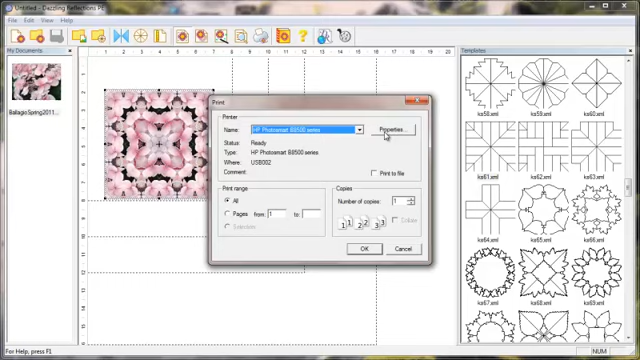 Untitled - Dazzling Reflections PE
File Edit View Help
My Documents:
BallagioSpring2011...
Templates
Print
Printer
Name: HP Photosmart B8500 series
Properties...
Status: Ready
Type: HP Photosmart B8500 series
Where: USB002
Comment:
Print to file
Print range
All
Pages from: 1 to:
Selection
Copies
Number of copies: 1
Collate
OK Cancel
ks58.xml ks59.xml ks60.xml
ks61.xml ks62.xml ks63.xml
ks64.xml ks65.xml ks66.xml
ks67.xml ks68.xml ks69.xml
For Help, press F1
NUM